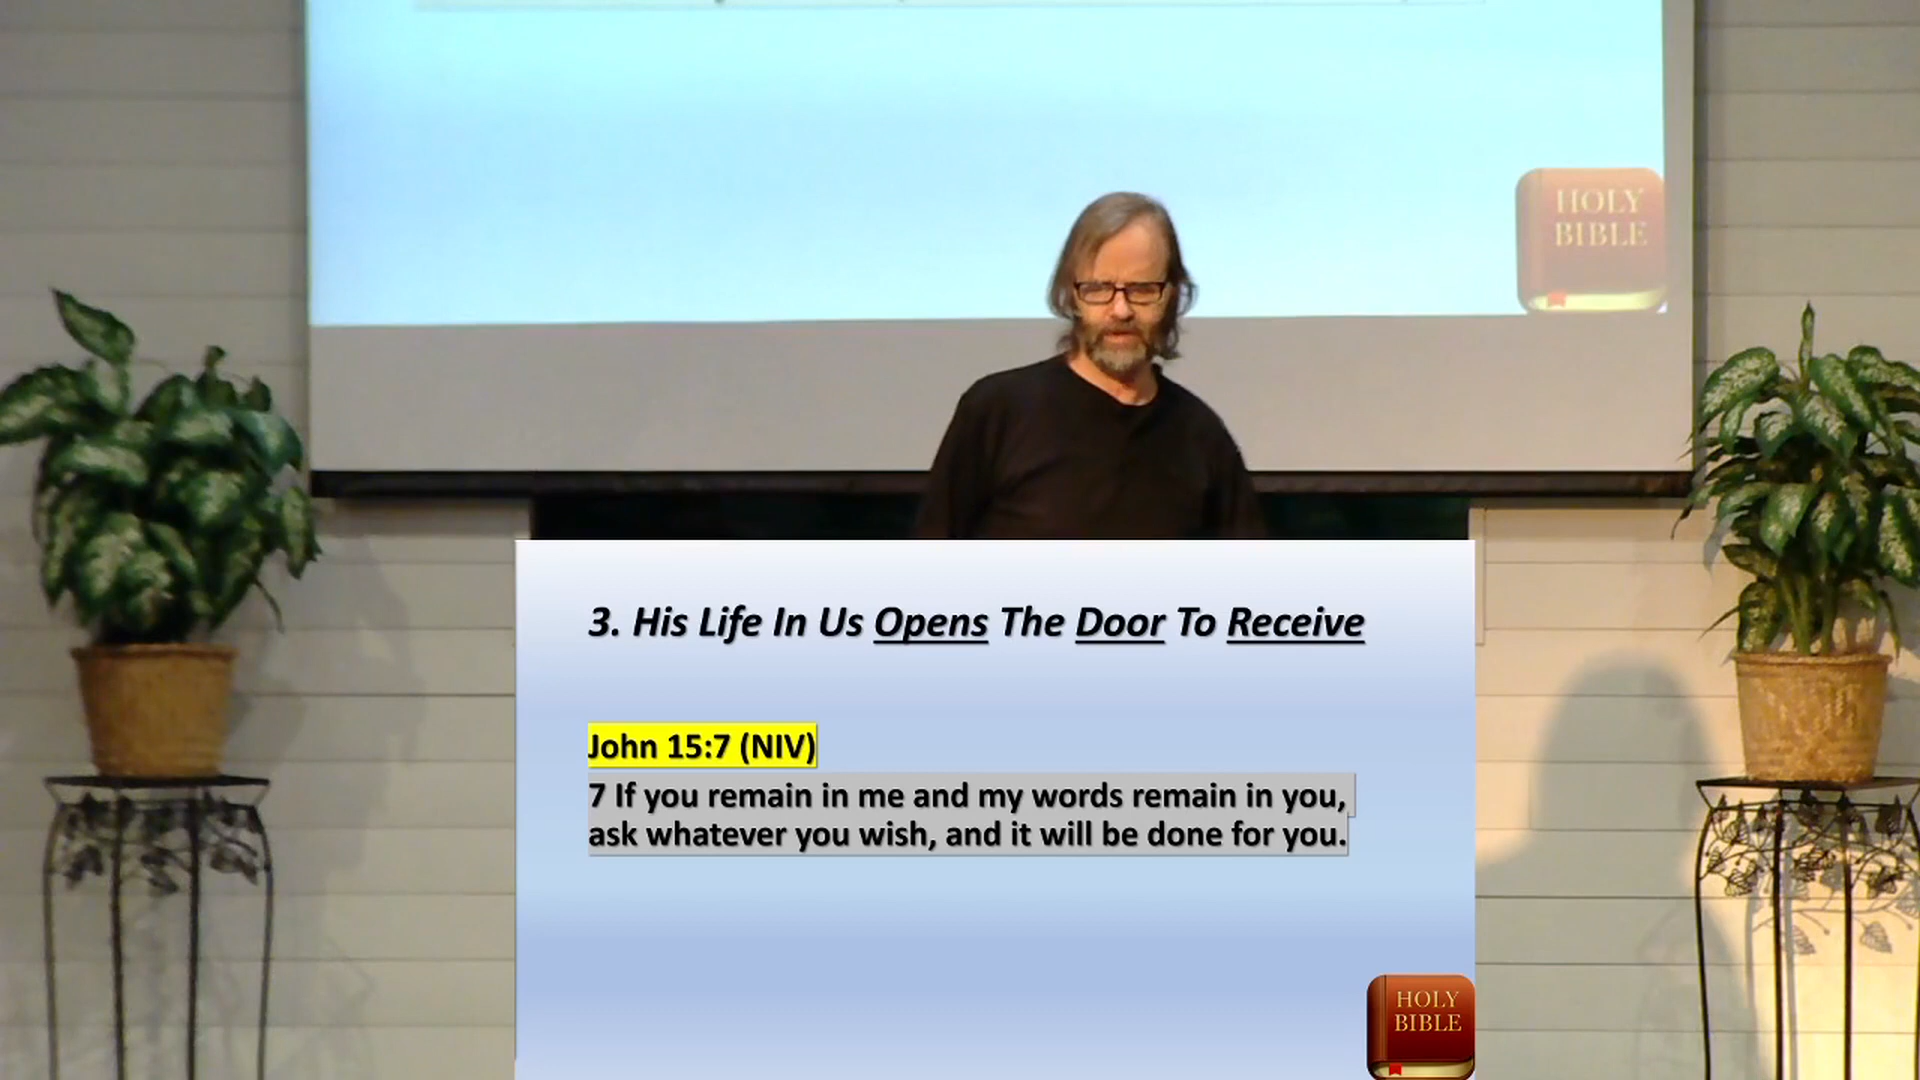 HOLY
BIBLE
3. His Life In Us Opens The Door To Receive
John 15:7 (NIV)
7 If you remain in me and my words remain in you,
ask whatever you wish, and it will be done for you.
HOLY
BIBLE